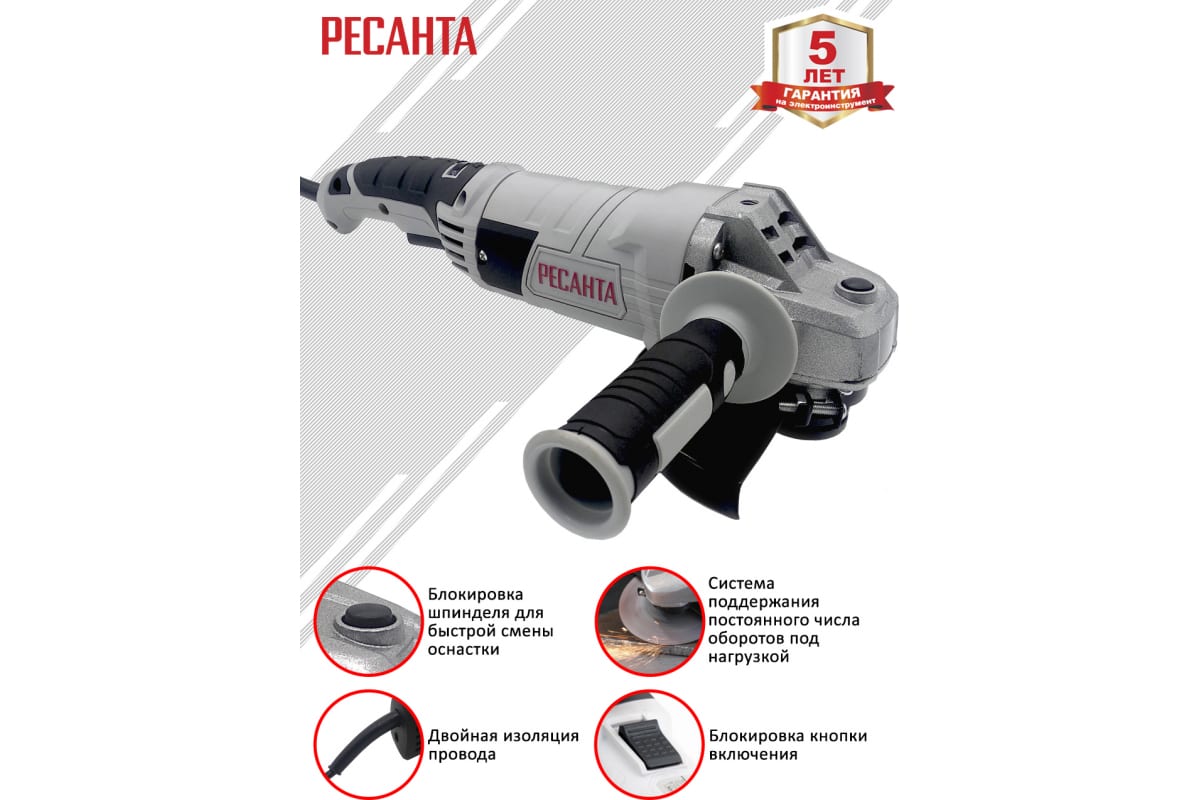 РЕСАНТА
5
ЛЕТ
ГАРАНТИЯ
на электроинструмент
РЕСАНТА
Блокировка
шпинделя для
быстрой смены
оснастки
Система
поддержания
постоянного числа
оборотов под
нагрузкой
Двойная изоляция
провода
Блокировка кнопки
включения